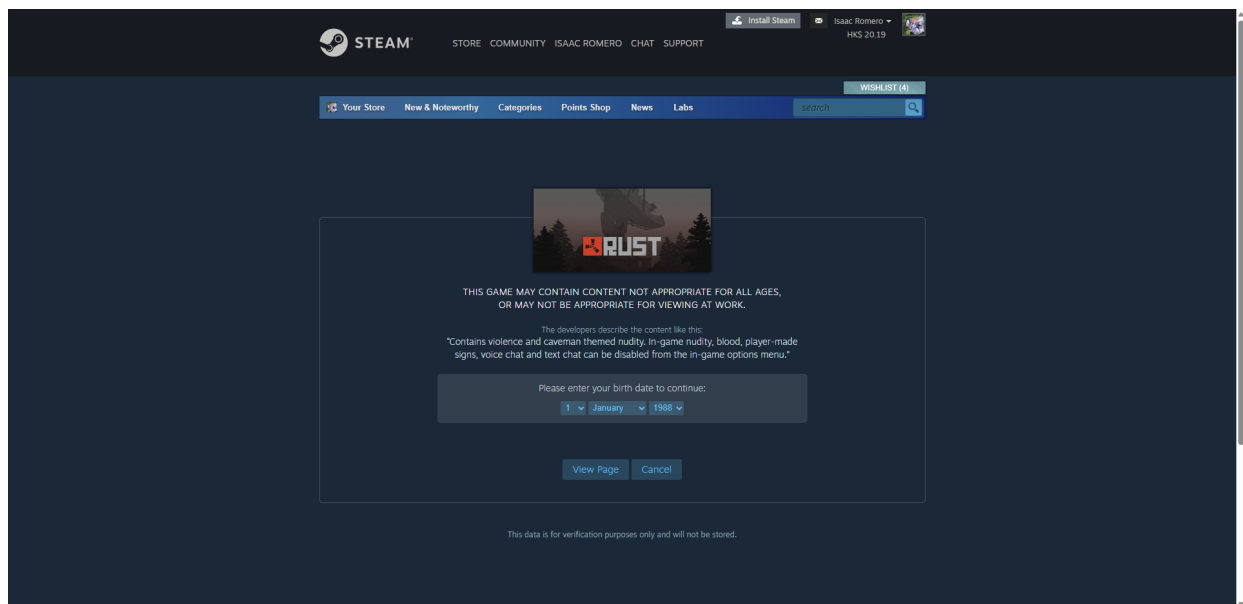 Install Steam
Isaac Romero
HK$ 20.19
STEAM®
STORE COMMUNITY ISAAC ROMERO CHAT SUPPORT
WISHLIST (4)
Your Store New & Noteworthy Categories Points Shop News Labs search
RUST
THIS GAME MAY CONTAIN CONTENT NOT APPROPRIATE FOR ALL AGES,
OR MAY NOT BE APPROPRIATE FOR VIEWING AT WORK.
The developers describe the content like this:
"Contains violence and caveman themed nudity. In-game nudity, blood, player-made
signs, voice chat and text chat can be disabled from the in-game options menu."
Please enter your birth date to continue:
1 January 1988
View Page Cancel
This data is for verification purposes only and will not be stored.